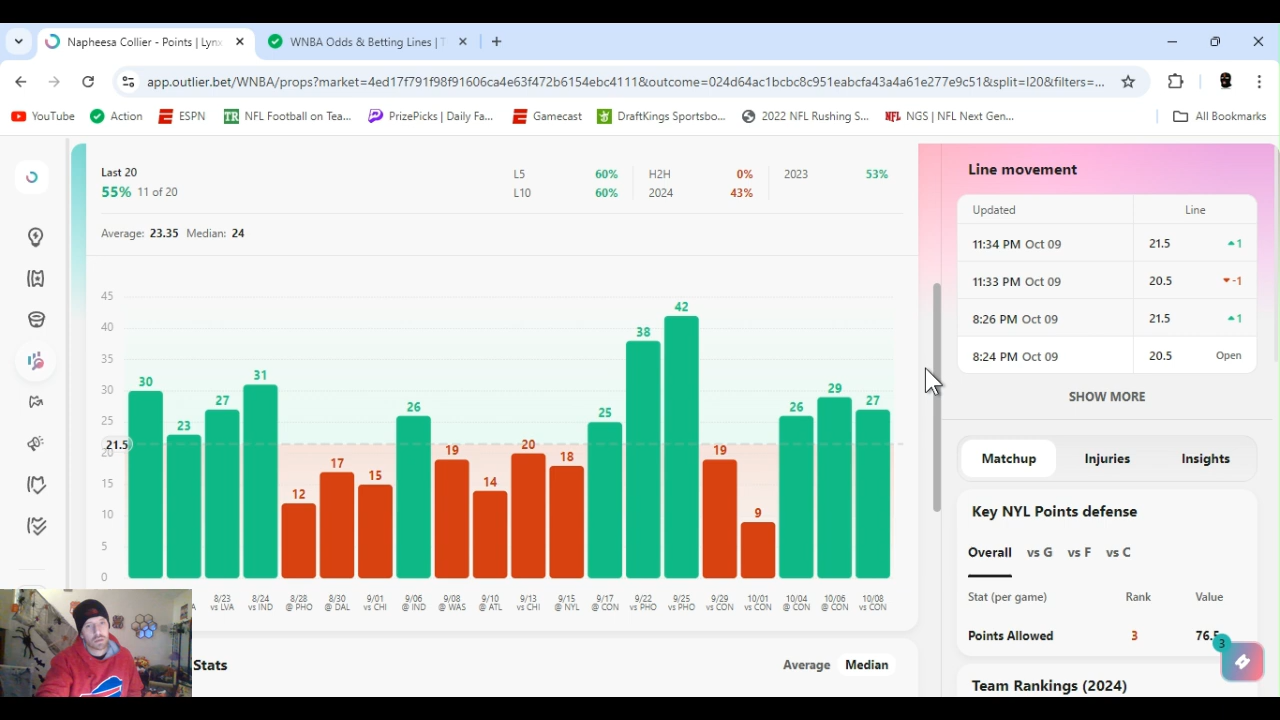 Napheesa Collier - Points | Lynx
WNBA Odds & Betting Lines | T
app.outlier.bet/WNBA/props?market=4ed17f791f98f91606ca4e63f472b6154ebc4111&outcome=024d64ac1bcbc8c951eabcfa43a4a61e277e9c51&split=l20&filters=...
YouTube Action ESPN NFL Football on Tea... PrizePicks | Daily Fa... Gamecast DraftKings Sportsbo... 2022 NFL Rushing S... NGS | NFL Next Gen... All Bookmarks
Last 20
55% 11 of 20
L5 60% H2H 0% 2023 53%
L10 60% 2024 43%
Average: 23.35 Median: 24
45
40
35
30
25
21.5
20
15
10
5
0
30 23 27 31 12 17 15 26 19 14 20 18 25 38 42 19 9 26 29 27
8/23 8/24 8/28 8/30 9/01 9/06 9/08 9/10 9/13 9/15 9/17 9/22 9/25 9/29 10/01 10/04 10/06 10/08
vs LVA vs IND @ PHO @ DAL vs CHI @ IND @ WAS @ ATL vs CHI @ NYL @ CON vs PHO vs PHO vs CON vs CON @ CON @ CON vs CON
Stats
Average Median
Line movement
Updated Line
11:34 PM Oct 09 21.5 1
11:33 PM Oct 09 20.5 -1
8:26 PM Oct 09 21.5 1
8:24 PM Oct 09 20.5 Open
SHOW MORE
Matchup Injuries Insights
Key NYL Points defense
Overall vs G vs F vs C
Stat (per game) Rank Value
Points Allowed 3 76.5
3
Team Rankings (2024)